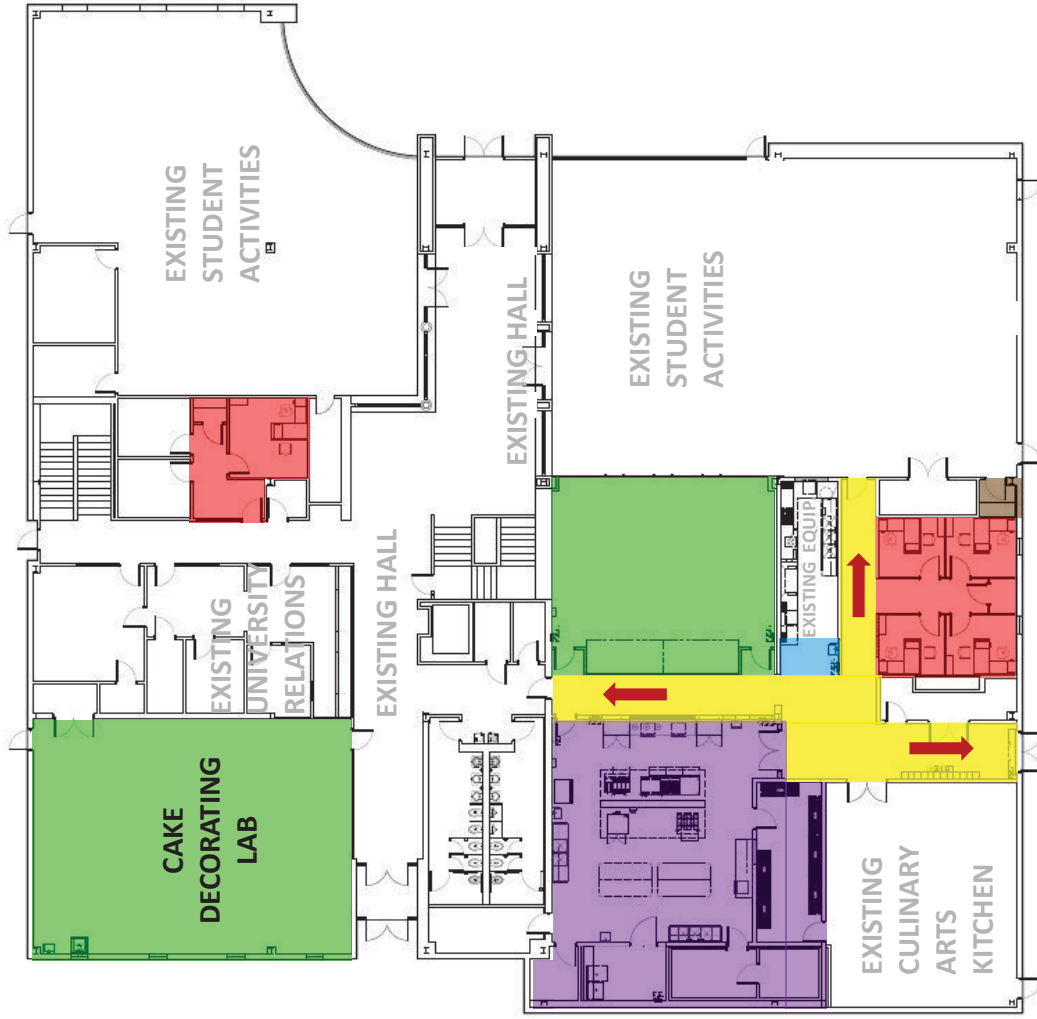 EXISTING
STUDENT
ACTIVITIES
EXISTING HALL
EXISTING
STUDENT
ACTIVITIES
EXISTING EQUIP
EXISTING
UNIVERSITY
RELATIONS
EXISTING HALL
CAKE
DECORATING
LAB
EXISTING
CULINARY
ARTS
KITCHEN